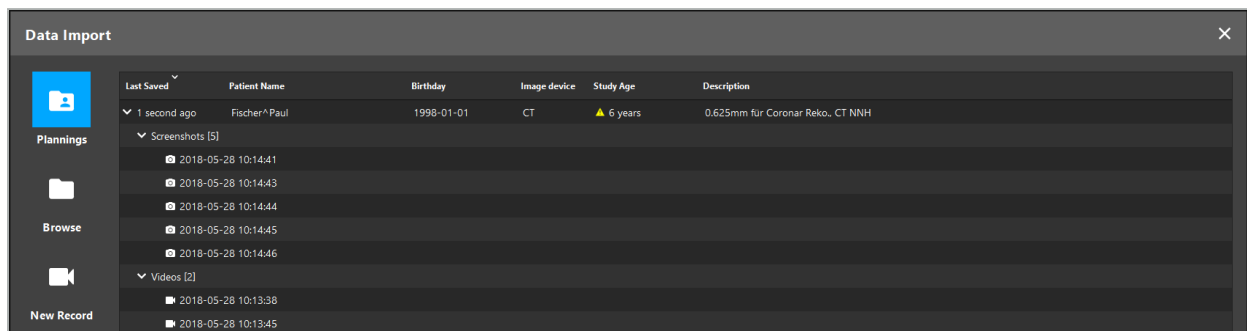 Data Import
Last Saved Patient Name Birthday Image device Study Age Description
1 second ago Fischer^Paul 1998-01-01 CT 6 years 0.625mm für Coronar Reko., CT NNH
Plannings
Screenshots [5]
2018-05-28 10:14:41
2018-05-28 10:14:43
2018-05-28 10:14:44
2018-05-28 10:14:45
Browse
2018-05-28 10:14:46
Videos [2]
2018-05-28 10:13:38
New Record
2018-05-28 10:13:45